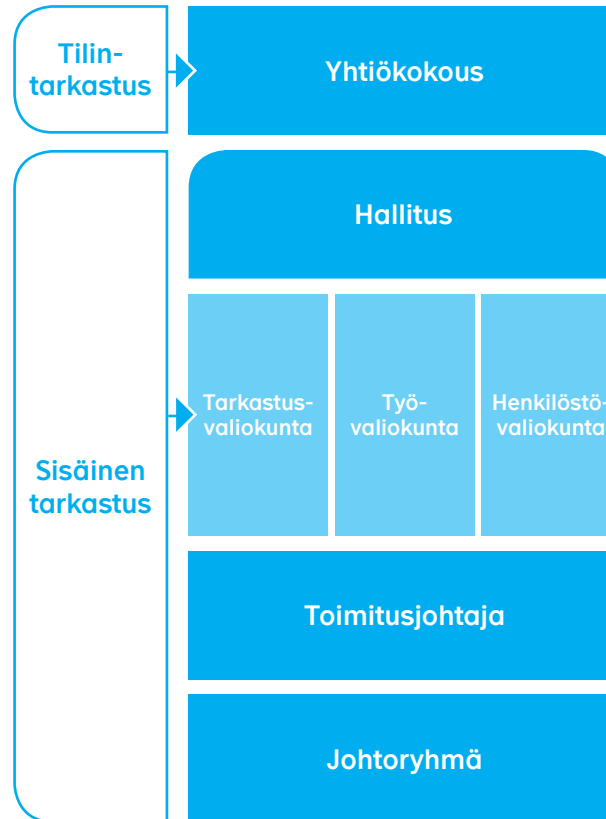 Tilin-
tarkastus
Yhtiökokous
Hallitus
Tarkastus-
valiokunta
Työ-
valiokunta
Henkilöstö-
valiokunta
Sisäinen
tarkastus
Toimitusjohtaja
Johtoryhmä